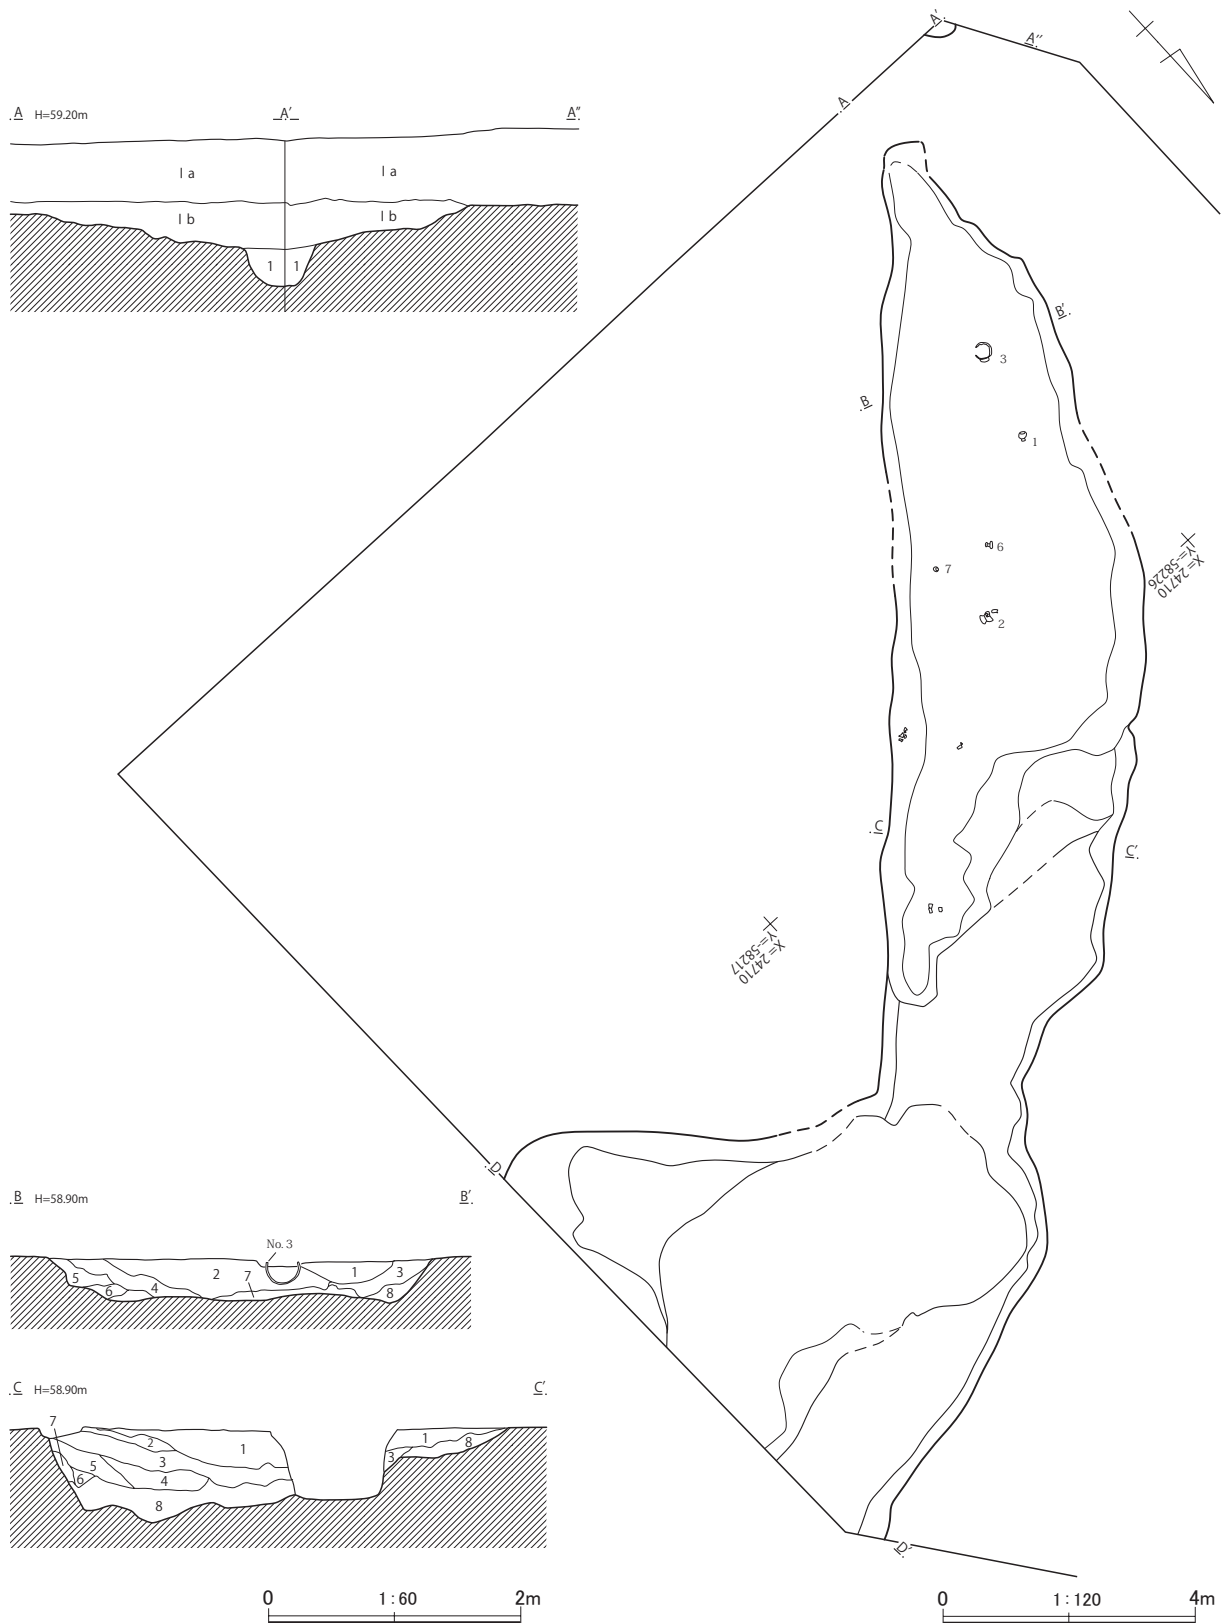 A H=59.20m A′ A″
Ⅰa Ⅰa
Ⅰb Ⅰb
1 1
A′
A″
A
B′
3
B
1
6
7
2
X=24710
Y=-58226
C
C′
X=24710
Y=-58217
D
D′
B H=58.90m B′
No. 3
5 6 4 2 7 1 3 8
C H=58.90m C′
7
2 1 1 8
5 3 3
6 4
8
0 1:60 2m
0 1:120 4m